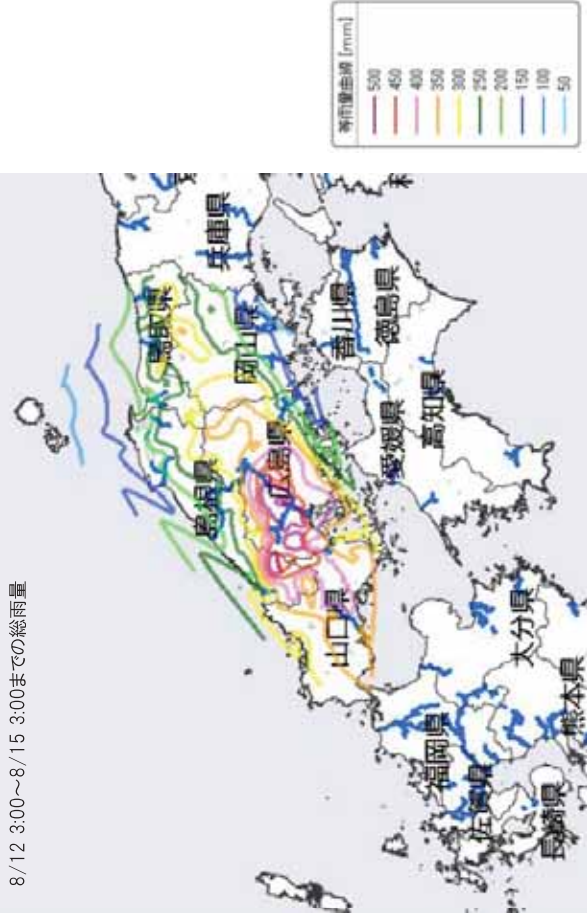 8/12 3:00～8/15 3:00までの総雨量
等雨量曲線 [mm]
500
450
400
350
300
250
200
150
100
50
鳥取県
兵庫県
島根県
岡山県
広島県
香川県
徳島県
山口県
愛媛県
高知県
福岡県
大分県
佐賀県
長崎県
熊本県